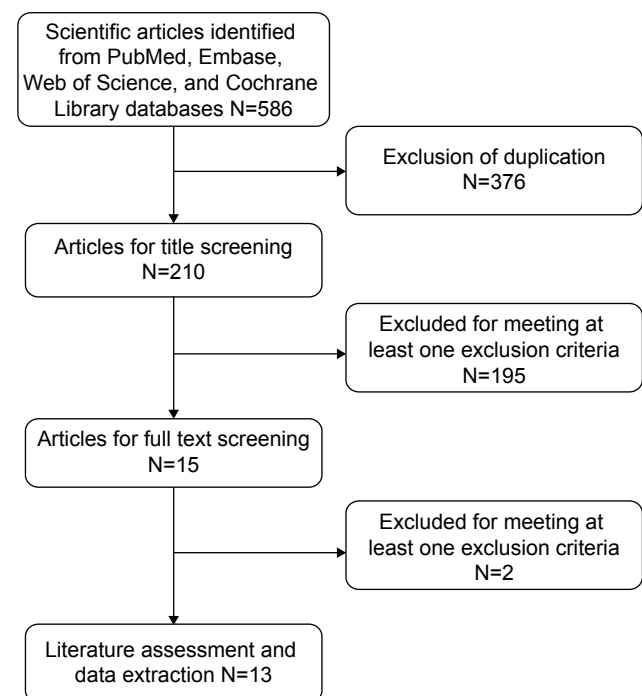 Scientific articles identified
from PubMed, Embase,
Web of Science, and Cochrane
Library databases N=586
Exclusion of duplication
N=376
Articles for title screening
N=210
Excluded for meeting at
least one exclusion criteria
N=195
Articles for full text screening
N=15
Excluded for meeting at
least one exclusion criteria
N=2
Literature assessment and
data extraction N=13